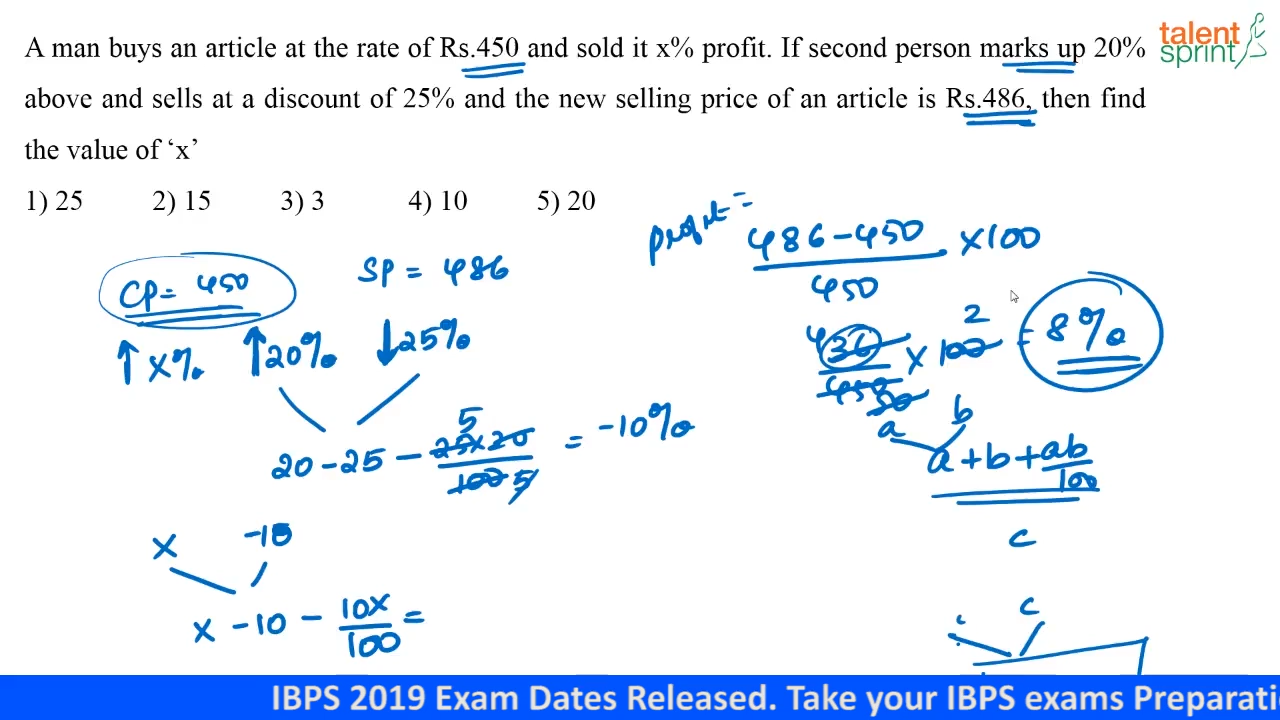 talent
sprint
A man buys an article at the rate of Rs.450 and sold it x% profit. If second person marks up 20%
above and sells at a discount of 25% and the new selling price of an article is Rs.486, then find
the value of ‘x’
1) 25 2) 15 3) 3 4) 10 5) 20
profit = 486 - 450 / 450 × 100
CP = 450 SP = 486
36 / 450 × 100 = 8%
4 50 2
↑ x% ↑ 20% ↓ 25%
20 - 25 - 25 × 20 / 100 = -10%
5 5
a b
a + b + ab / 100
c
x -10
x - 10 - 10x / 100 =
c
IBPS 2019 Exam Dates Released. Take your IBPS exams Preparati